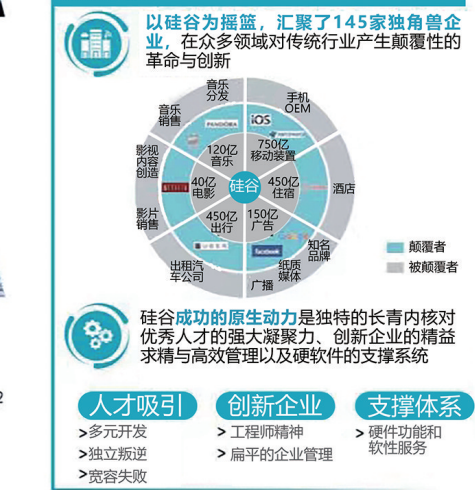 以硅谷为摇篮，汇聚了145家独角兽企
业，在众多领域对传统行业产生颠覆性的
革命与创新
音乐
分发
手机
OEM
音乐
销售
PANDORA
iOS
影视
内容
创造
120亿
音乐
750亿
移动装置
NETFLIX
40亿
电影
硅谷
450亿
住宿
酒店
影片
销售
450亿
出行
150亿
广告
facebook
知名
品牌
出租汽
车公司
纸质
媒体
广播
颠覆者
被颠覆者
硅谷成功的原生动力是独特的长青内核对
优秀人才的强大凝聚力、创新企业的精益
求精与高效管理以及硬软件的支撑系统
2
人才吸引
创新企业
支撑体系
>多元开发
>独立叛逆
>宽容失败
> 工程师精神
> 扁平的企业管理
> 硬件功能和
软性服务